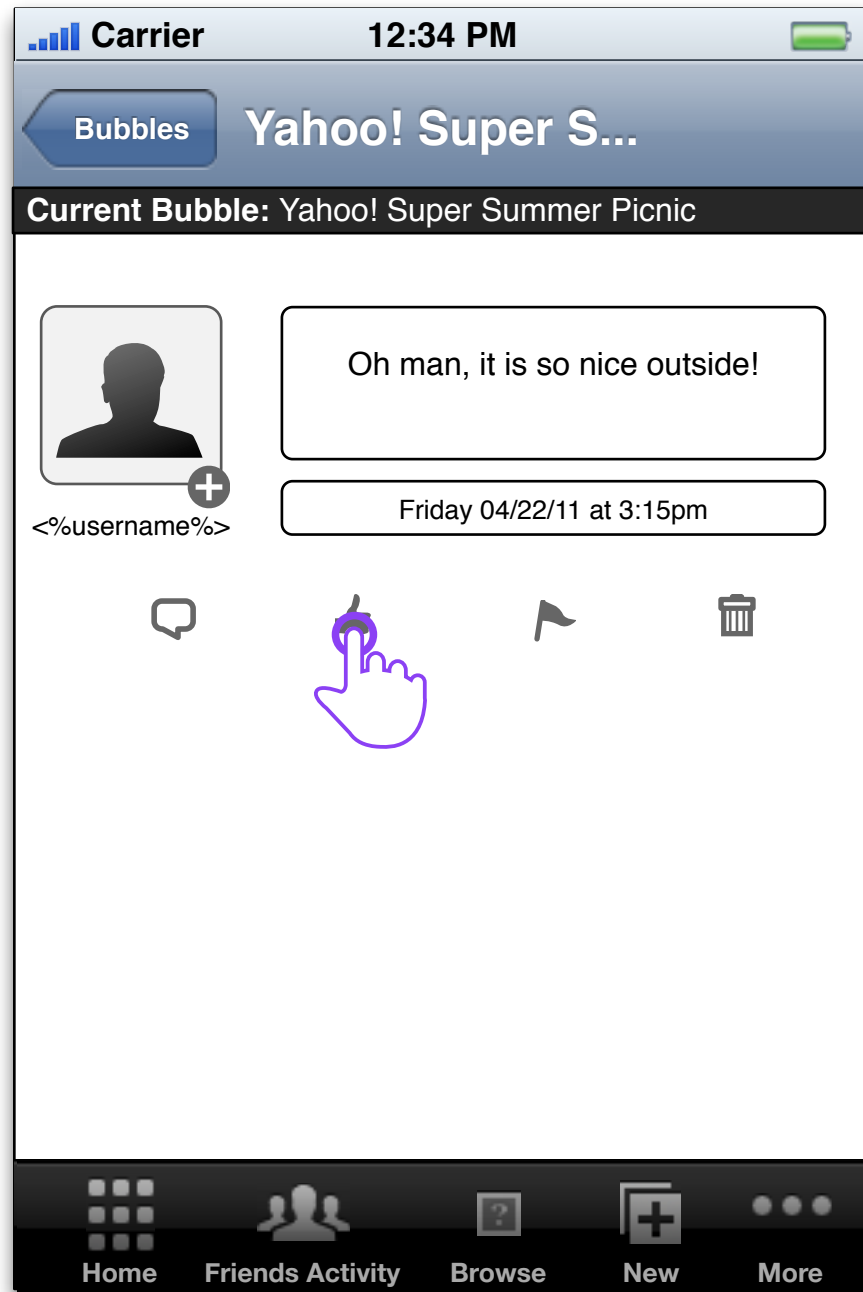 Carrier 12:34 PM
Bubbles Yahoo! Super S...
Current Bubble: Yahoo! Super Summer Picnic
Oh man, it is so nice outside!
Friday 04/22/11 at 3:15pm
<%username%>
?
Home Friends Activity Browse New More